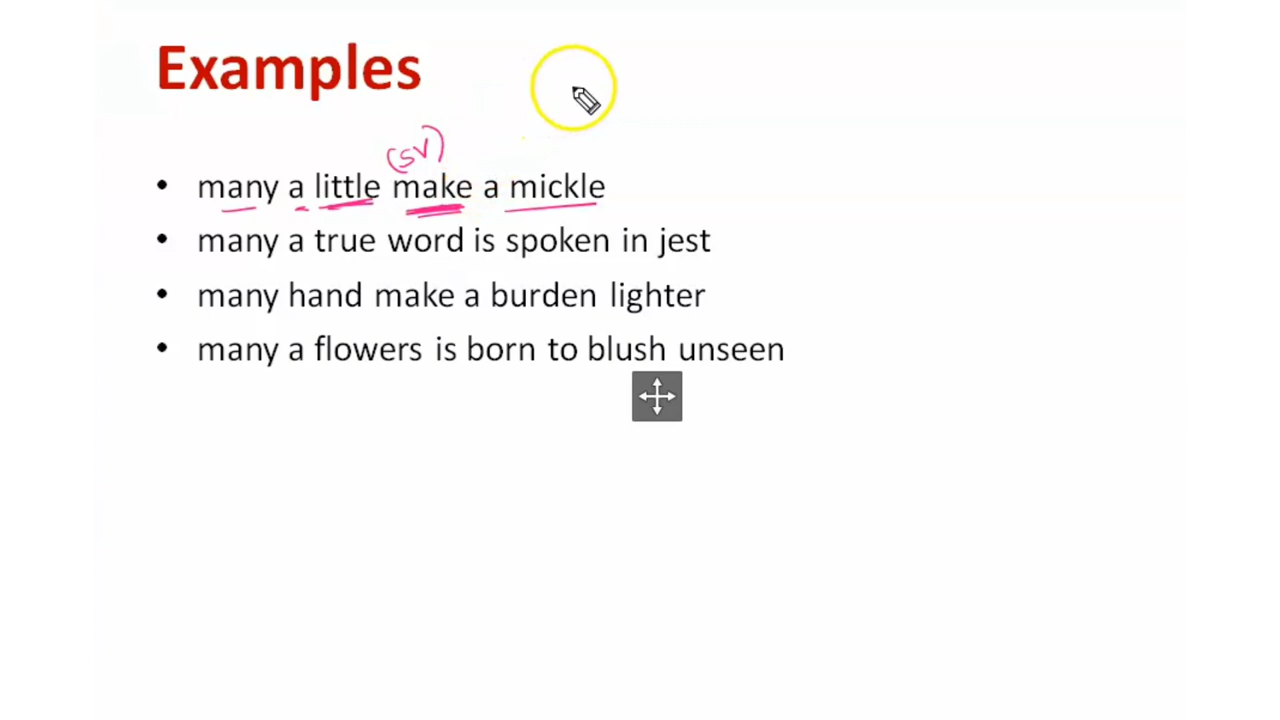 Examples
(SV)
• many a little make a mickle
• many a true word is spoken in jest
• many hand make a burden lighter
• many a flowers is born to blush unseen